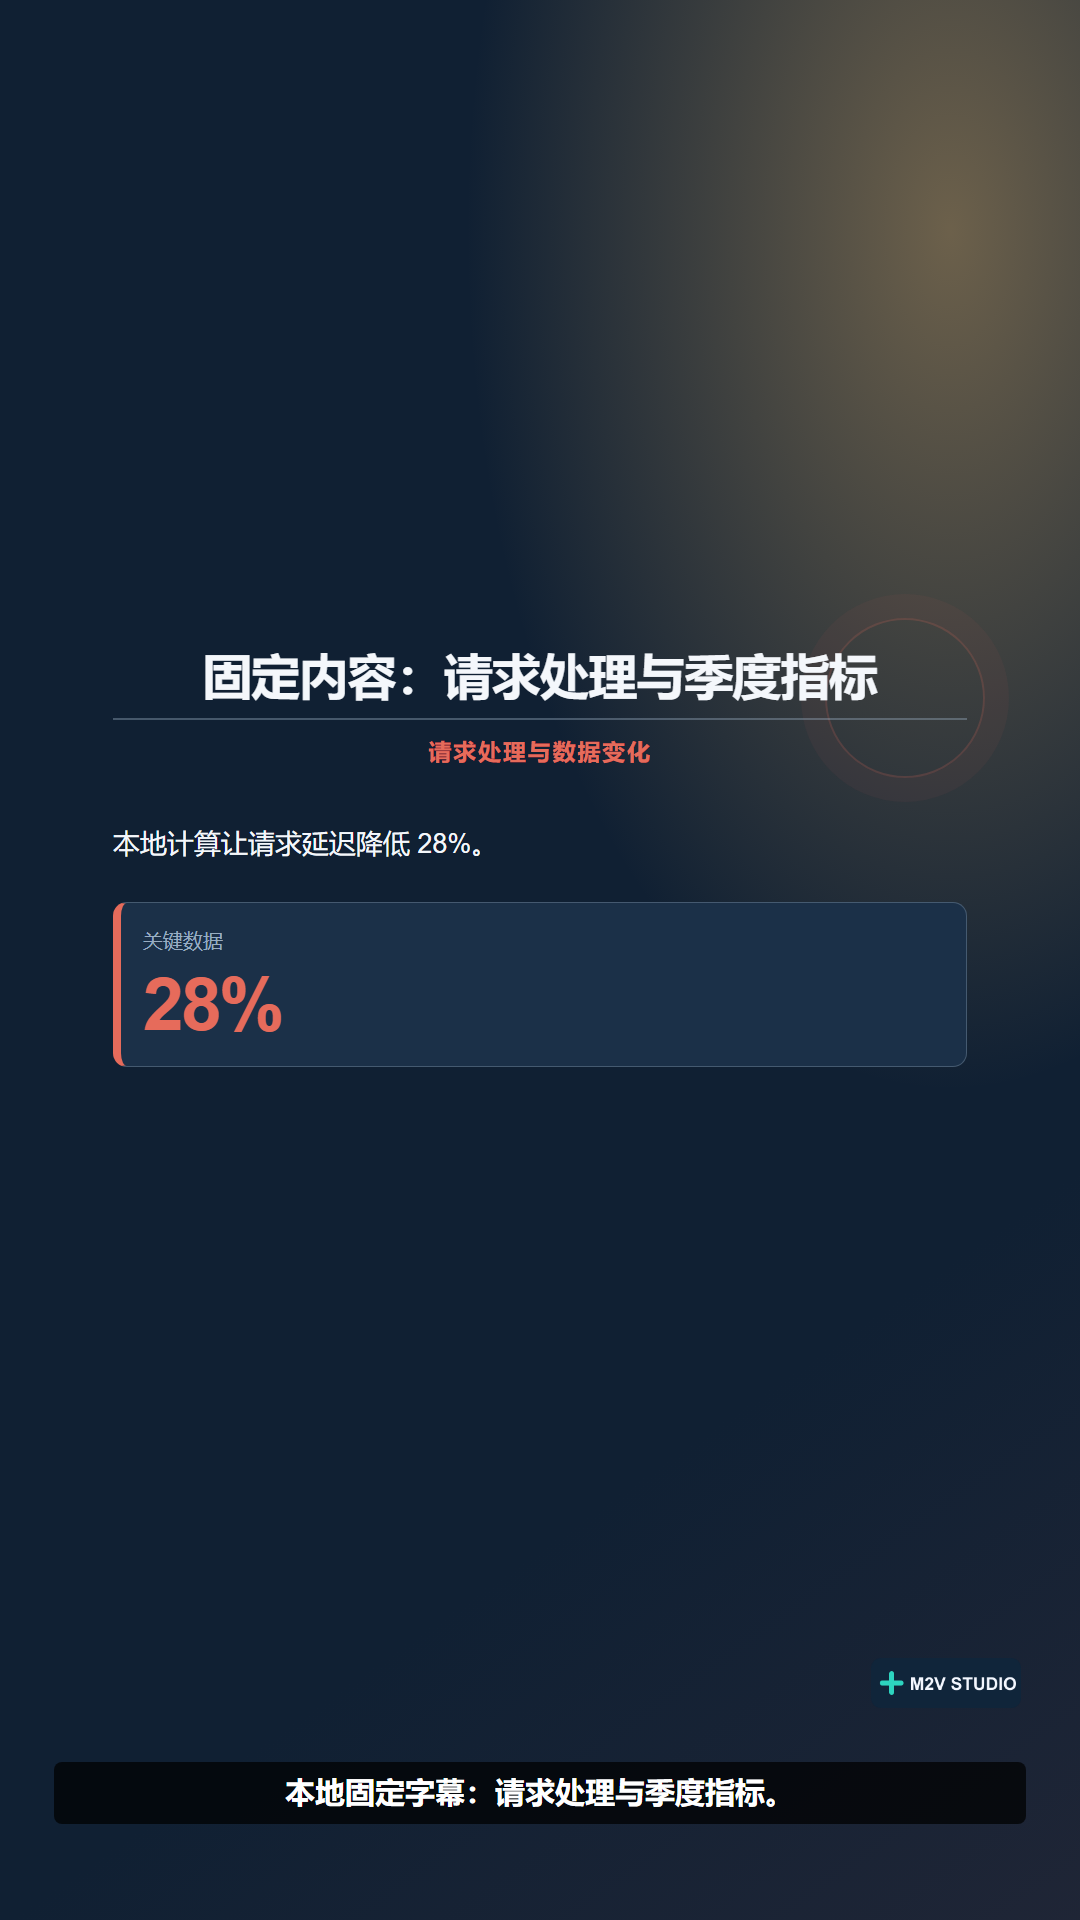 固定内容：请求处理与季度指标
请求处理与数据变化
本地计算让请求延迟降低 28%。
关键数据
28%
M2V STUDIO
本地固定字幕：请求处理与季度指标。